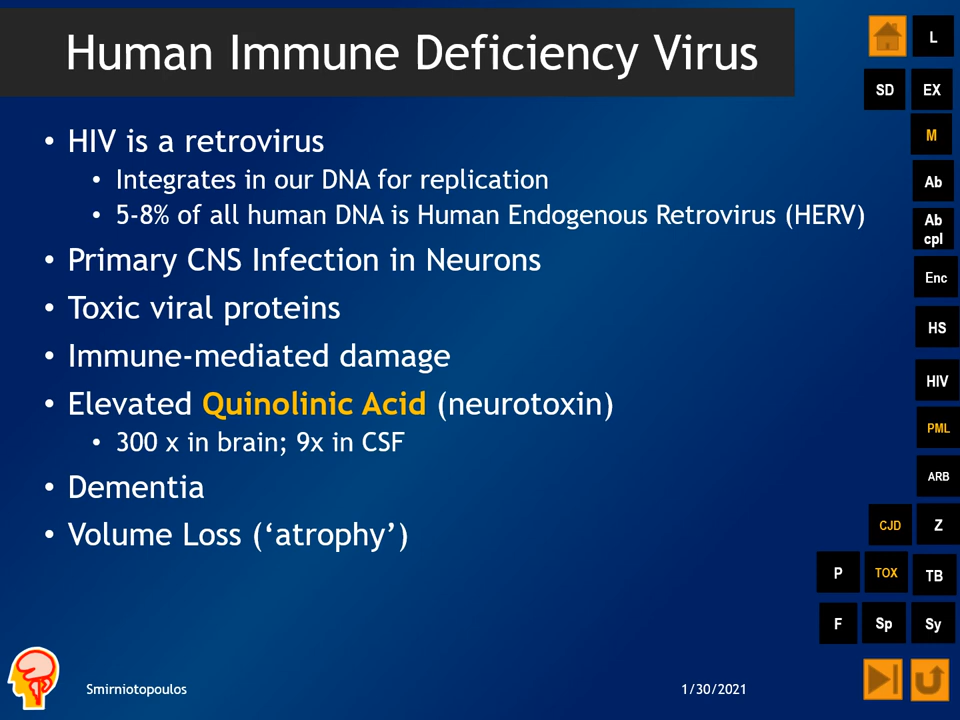 Human Immune Deficiency Virus
L
SD EX
• HIV is a retrovirus
M
• Integrates in our DNA for replication
Ab
• 5-8% of all human DNA is Human Endogenous Retrovirus (HERV)
Ab
cpl
• Primary CNS Infection in Neurons
Enc
• Toxic viral proteins
HS
• Immune-mediated damage
HIV
• Elevated Quinolinic Acid (neurotoxin)
PML
• 300 x in brain; 9x in CSF
ARB
• Dementia
• Volume Loss (‘atrophy’)
CJD Z
P TOX TB
F Sp Sy
Smirniotopoulos
1/30/2021